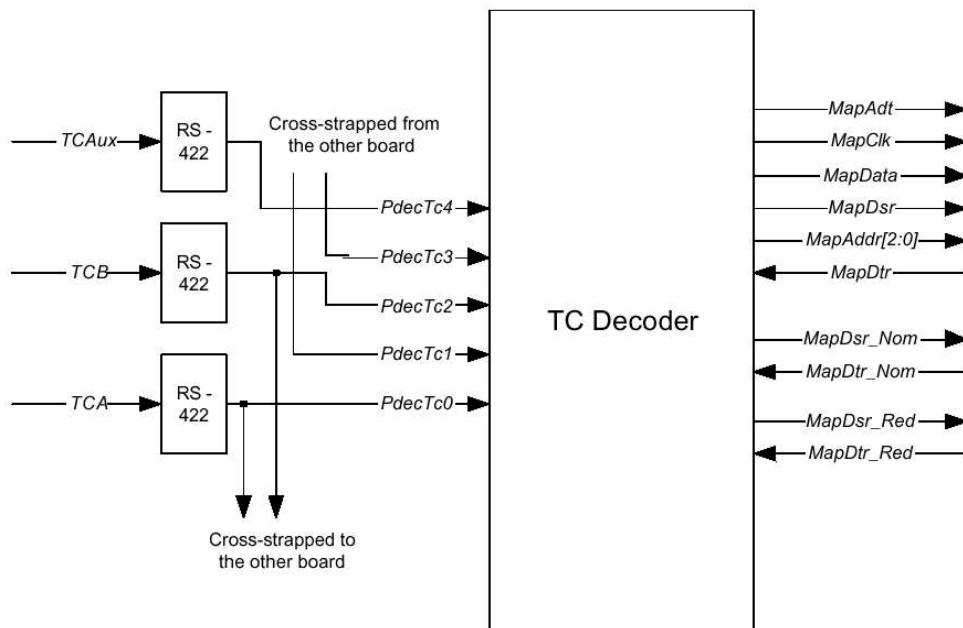 TCAux
RS -
422
Cross-strapped from
the other board
PdecTc4
TCB
RS -
422
PdecTc3
PdecTc2
PdecTc1
TCA
RS -
422
PdecTc0
Cross-strapped to
the other board
TC Decoder
MapAdt
MapClk
MapData
MapDsr
MapAddr[2:0]
MapDtr
MapDsr_Nom
MapDtr_Nom
MapDsr_Red
MapDtr_Red